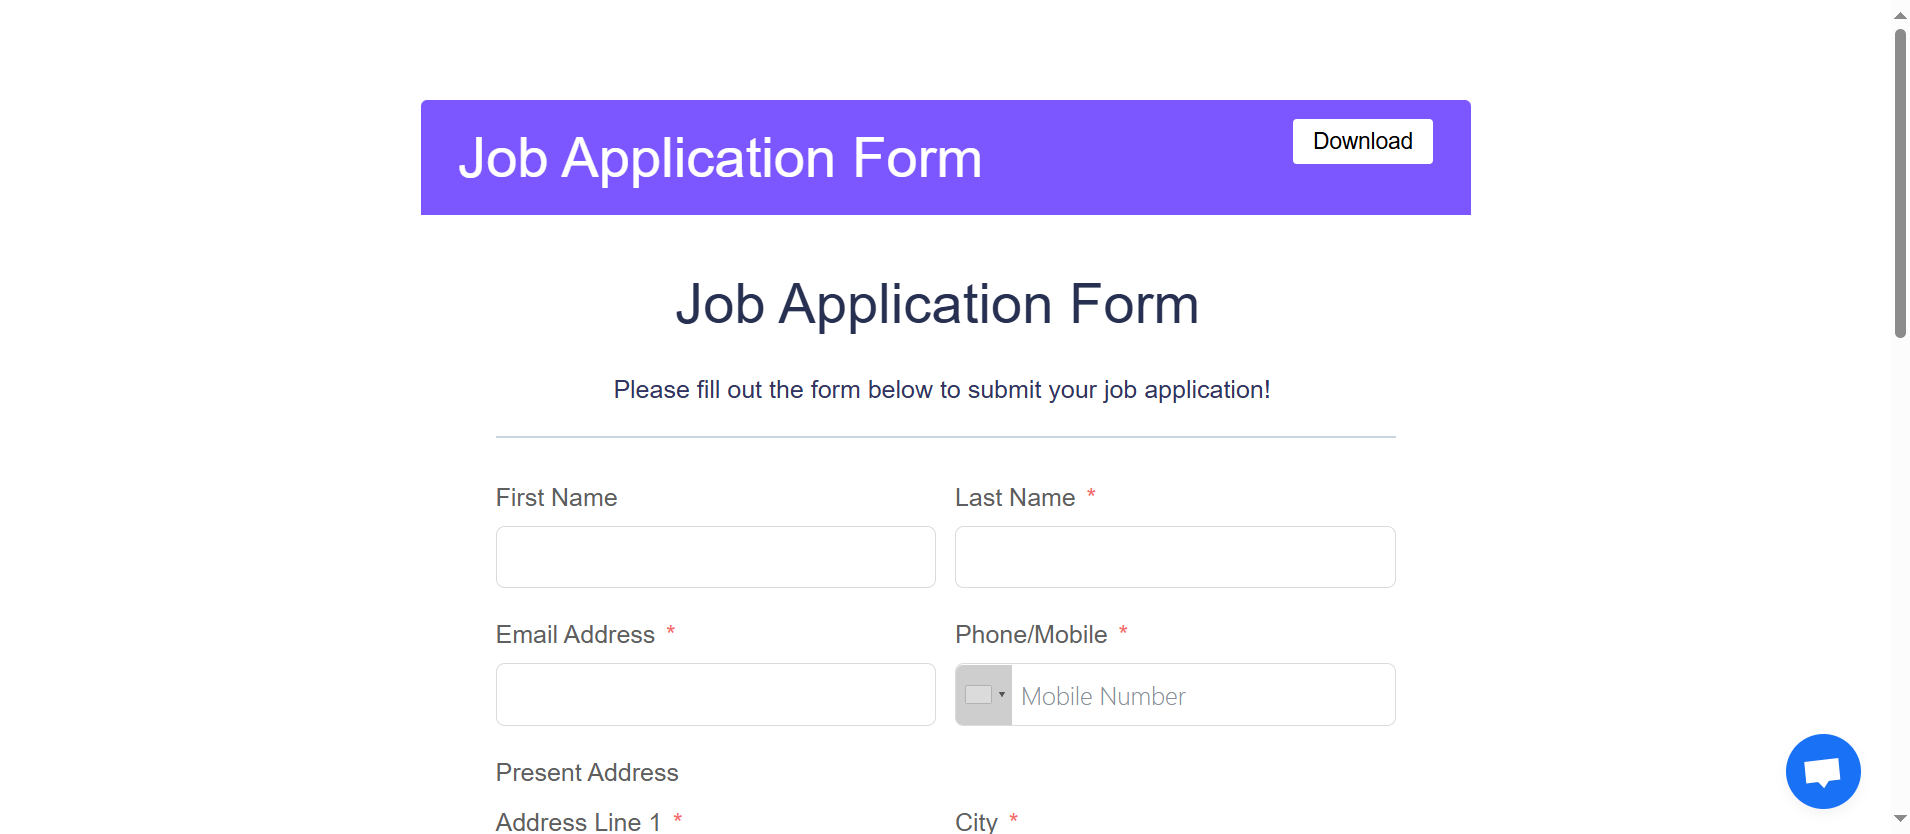 Job Application Form
Download
Job Application Form
Please fill out the form below to submit your job application!
First Name
Last Name *
Email Address *
Phone/Mobile *
Mobile Number
Present Address
Address Line 1 *
City *